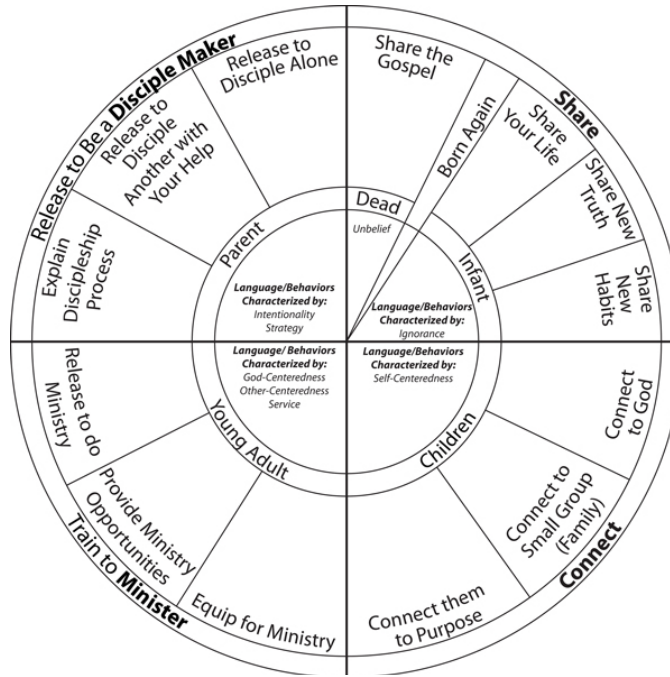 Share the
Gospel
Born Again
Share
Share
Your Life
Share New
Truth
Share
New
Habits
Dead
Unbelief
Infant
Language/Behaviors
Characterized by:
Ignorance
Connect
to God
Connect to
Small Group
(Family)
Connect
Connect them
to Purpose
Children
Language/Behaviors
Characterized by:
Self-Centeredness
Equip for Ministry
Provide Ministry
Opportunities
Train to Minister
Release to do
Ministry
Young Adult
Language/ Behaviors
Characterized by:
God-Centeredness
Other-Centeredness
Service
Explain
Discipleship
Process
Release to
Disciple
Another with
Your Help
Release to Be a Disciple Maker
Release to
Disciple Alone
Parent
Language/Behaviors
Characterized by:
Intentionality
Strategy